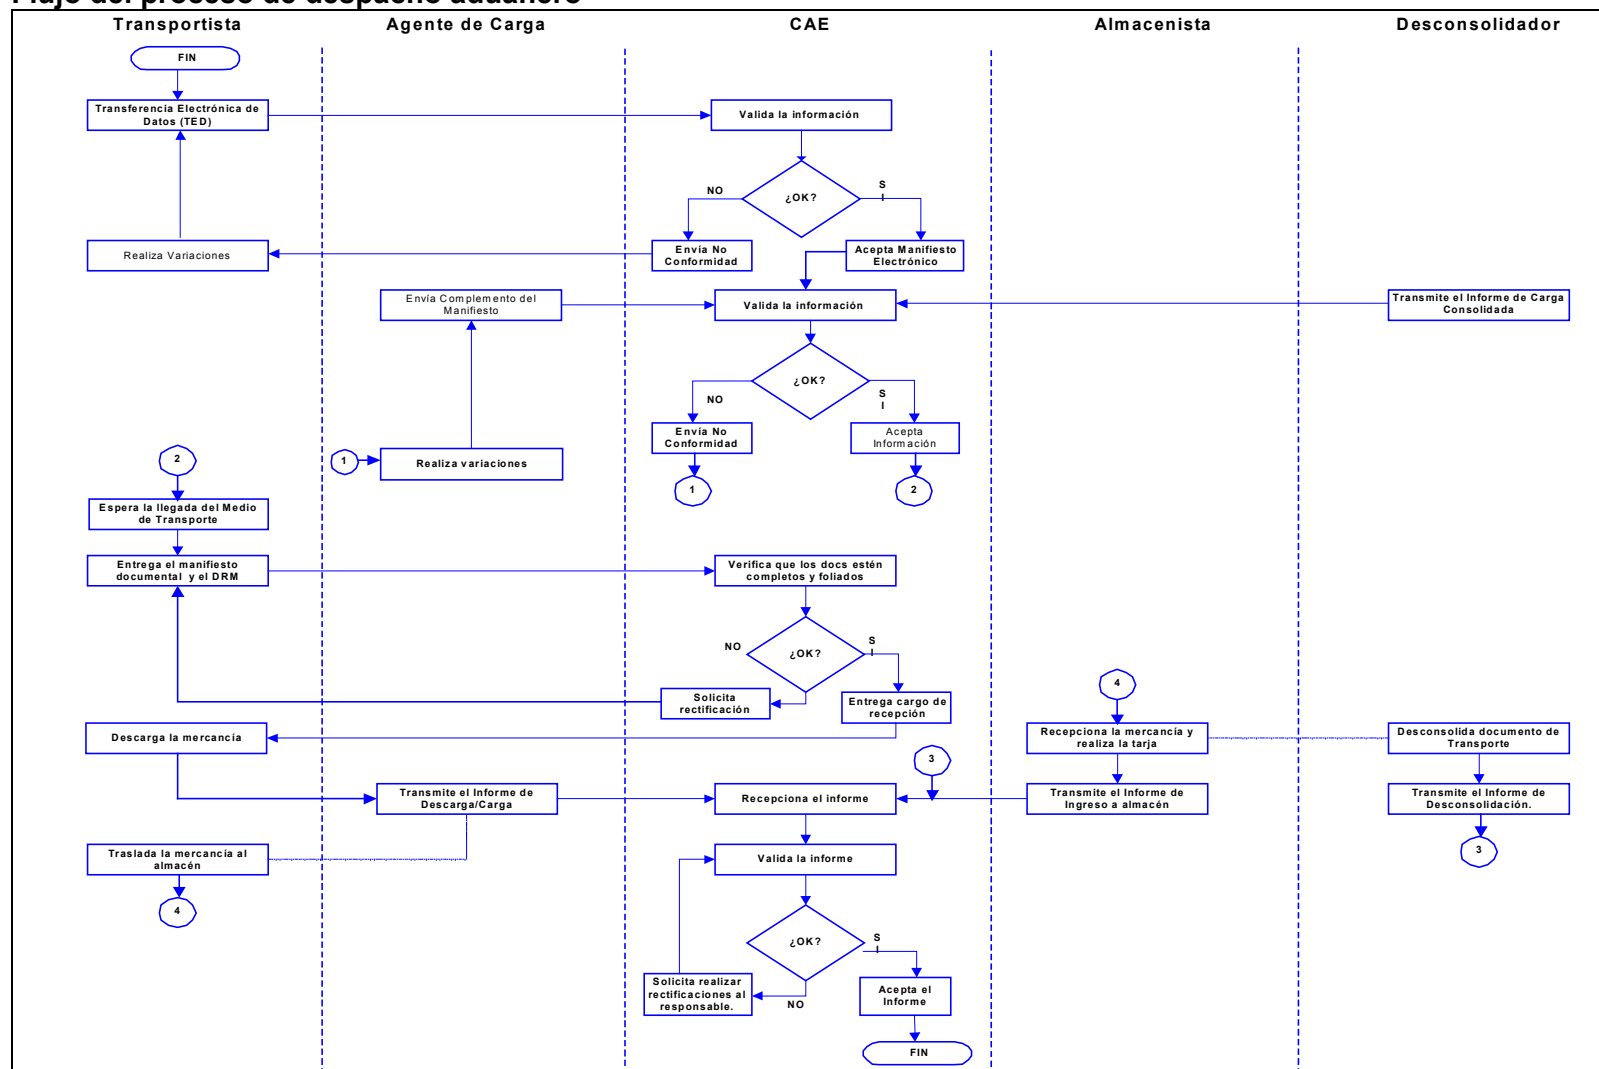 Flujo del proceso de despacho aduanero
Transportista
Agente de Carga
CAE
Almacenista
Desconsolidador
FIN
Transferencia Electrónica de
Datos (TED)
Valida la información
¿OK?
NO
S
I
Realiza Variaciones
Envía No
Conformidad
Acepta Manifiesto
Electrónico
Envía Complemento del
Manifiesto
Valida la información
Transmite el Informe de Carga
Consolidada
¿OK?
NO
S
I
Envía No
Conformidad
Acepta
Información
2
1
Realiza variaciones
1
2
Espera la llegada del Medio
de Transporte
Entrega el manifiesto
documental y el DRM
Verifica que los docs estén
completos y foliados
¿OK?
NO
S
I
Solicita
rectificación
Entrega cargo de
recepción
4
Descarga la mercancía
Recepciona la mercancía y
realiza la tarja
Desconsolida documento de
Transporte
3
Transmite el Informe de
Descarga/Carga
Recepciona el informe
Transmite el Informe de
Ingreso a almacén
Transmite el Informe de
Desconsolidación.
Traslada la mercancía al
almacén
Valida la informe
3
4
¿OK?
S
I
NO
Solicita realizar
rectificaciones al
responsable.
Acepta el
Informe
FIN